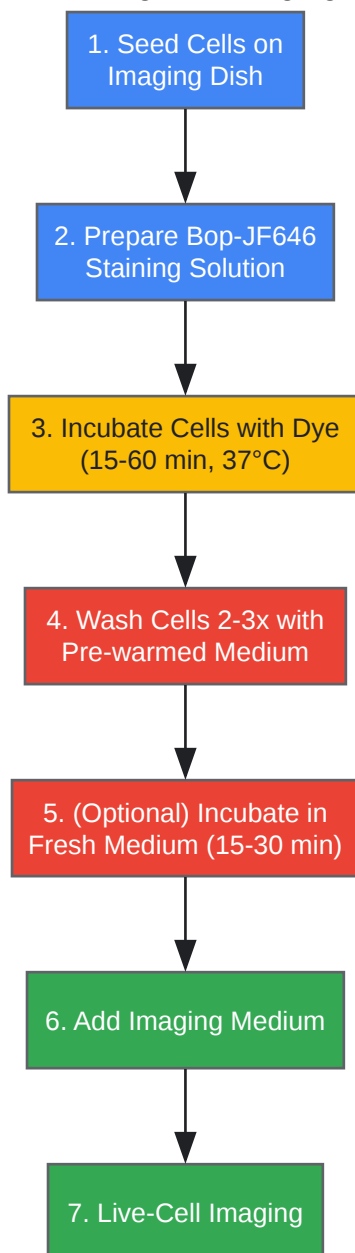 1. Seed Cells on
Imaging Dish
2. Prepare Bop-JF646
Staining Solution
3. Incubate Cells with Dye
(15-60 min, 37°C)
4. Wash Cells 2-3x with
Pre-warmed Medium
5. (Optional) Incubate in
Fresh Medium (15-30 min)
6. Add Imaging Medium
7. Live-Cell Imaging